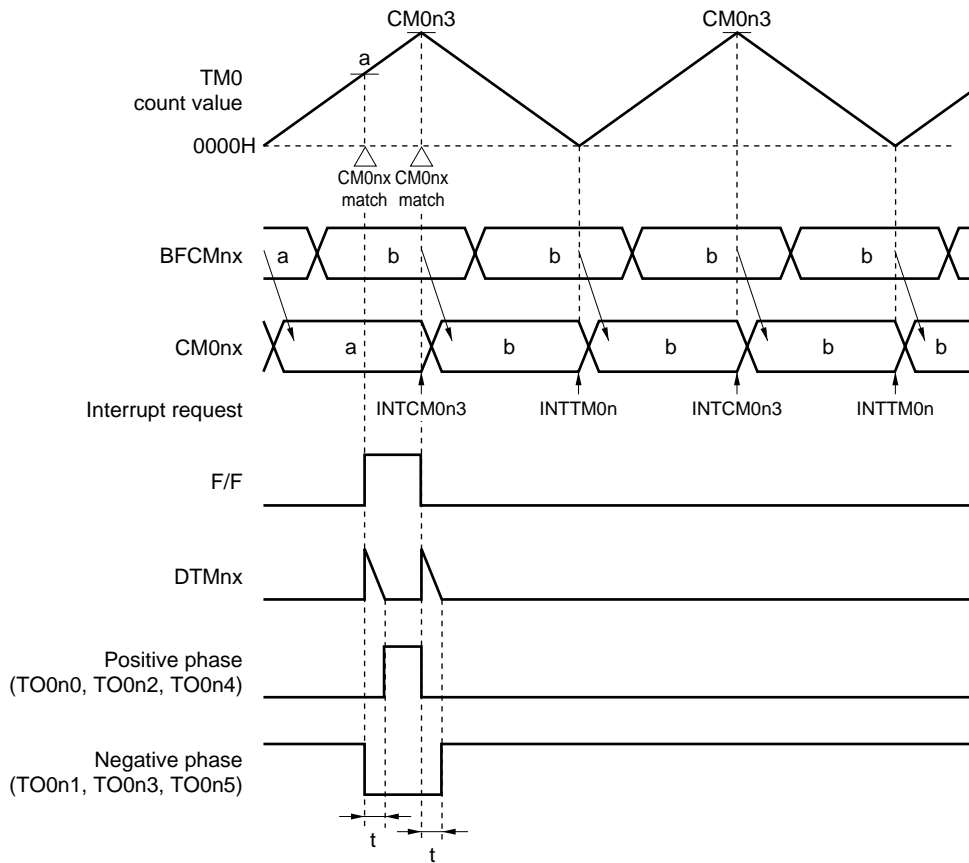 CM0n3 CM0n3
a
TM0
count value
0000H
CM0nx CM0nx
match match
BFCMnx a b b b b
CM0nx a b b b b
Interrupt request INTCM0n3 INTTM0n INTCM0n3 INTTM0n
F/F
DTMnx
Positive phase
(TO0n0, TO0n2, TO0n4)
Negative phase
(TO0n1, TO0n3, TO0n5)
t
t